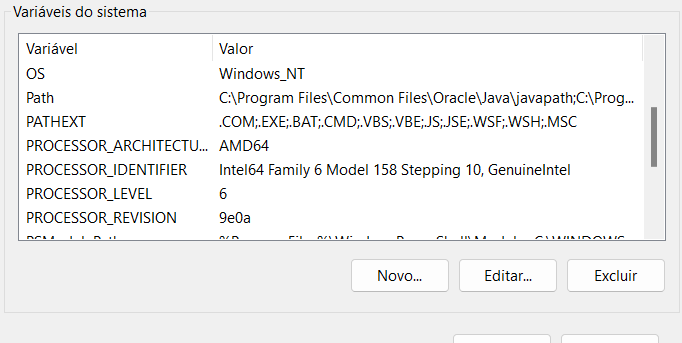 Variáveis do sistema
Variável Valor
OS Windows_NT
Path C:\Program Files\Common Files\Oracle\Java\javapath;C:\Prog...
PATHEXT .COM;.EXE;.BAT;.CMD;.VBS;.VBE;.JS;.JSE;.WSF;.WSH;.MSC
PROCESSOR_ARCHITECTU... AMD64
PROCESSOR_IDENTIFIER Intel64 Family 6 Model 158 Stepping 10, GenuineIntel
PROCESSOR_LEVEL 6
PROCESSOR_REVISION 9e0a
Novo... Editar... Excluir